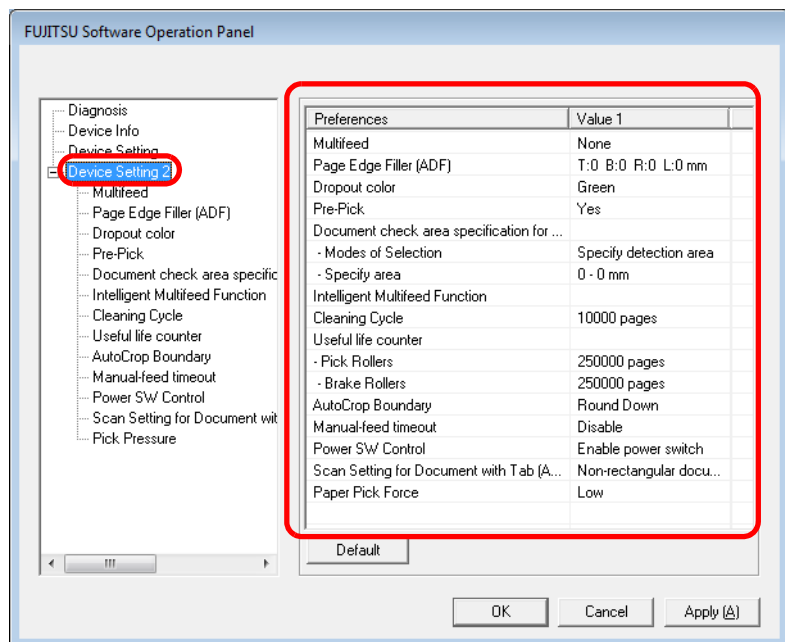 FUJITSU Software Operation Panel
Diagnosis
Device Info
Device Setting
Device Setting 2
Multifeed
Page Edge Filler (ADF)
Dropout color
Pre-Pick
Document check area specific
Intelligent Multifeed Function
Cleaning Cycle
Useful life counter
AutoCrop Boundary
Manual-feed timeout
Power SW Control
Scan Setting for Document wit
Pick Pressure
Preferences Value 1
Multifeed None
Page Edge Filler (ADF) T:0 B:0 R:0 L:0 mm
Dropout color Green
Pre-Pick Yes
Document check area specification for ...
- Modes of Selection Specify detection area
- Specify area 0 - 0 mm
Intelligent Multifeed Function
Cleaning Cycle 10000 pages
Useful life counter
- Pick Rollers 250000 pages
- Brake Rollers 250000 pages
AutoCrop Boundary Round Down
Manual-feed timeout Disable
Power SW Control Enable power switch
Scan Setting for Document with Tab (A... Non-rectangular docu...
Paper Pick Force Low
Default
OK Cancel Apply (A)